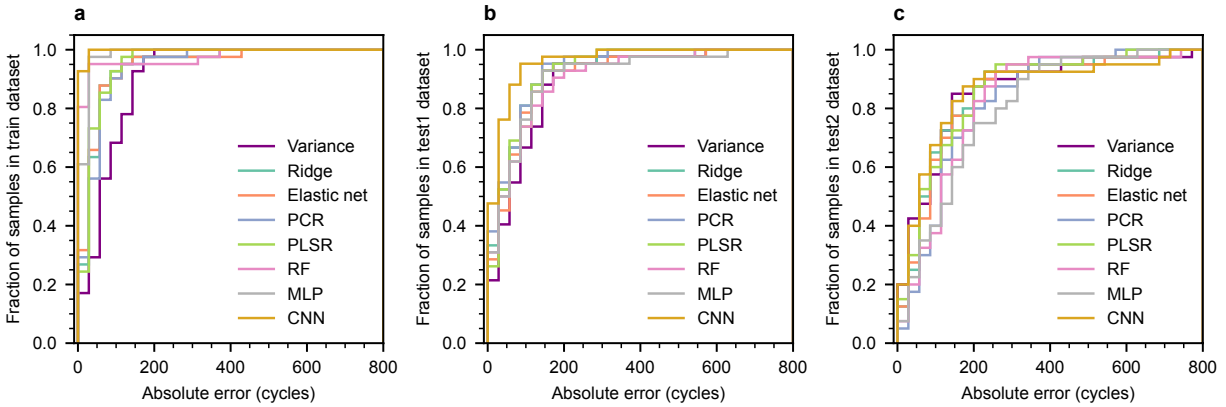 a
Fraction of samples in train dataset
1.0
0.8
0.6
0.4
0.2
0.0
Variance
Ridge
Elastic net
PCR
PLSR
RF
MLP
CNN
0 200 400 600 800
Absolute error (cycles)
b
Fraction of samples in test1 dataset
1.0
0.8
0.6
0.4
0.2
0.0
Variance
Ridge
Elastic net
PCR
PLSR
RF
MLP
CNN
0 200 400 600 800
Absolute error (cycles)
c
Fraction of samples in test2 dataset
1.0
0.8
0.6
0.4
0.2
0.0
Variance
Ridge
Elastic net
PCR
PLSR
RF
MLP
CNN
0 200 400 600 800
Absolute error (cycles)